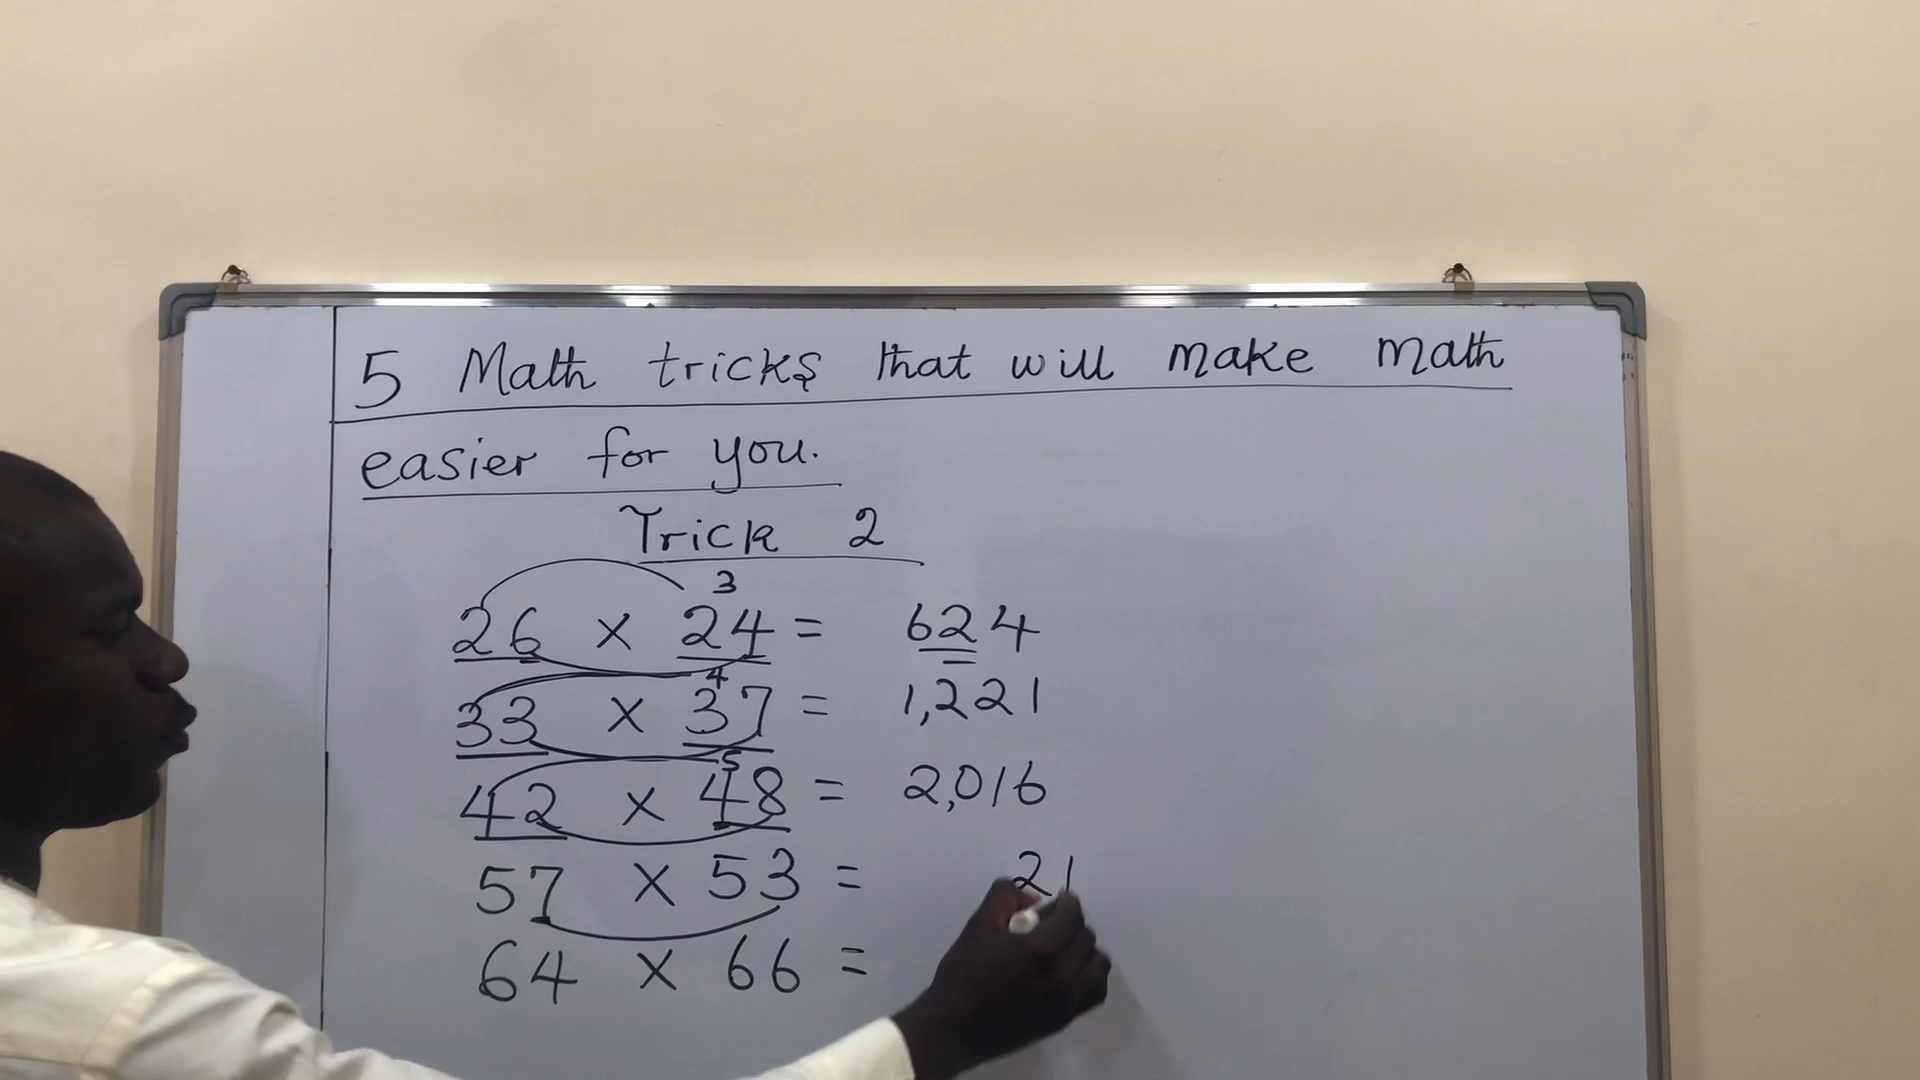 5 Math tricks that will make math
easier for you.
Trick 2
3
26 × 24 = 624
4
33 × 37 = 1,221
5
42 × 48 = 2,016
57 × 53 = 21
64 × 66 =